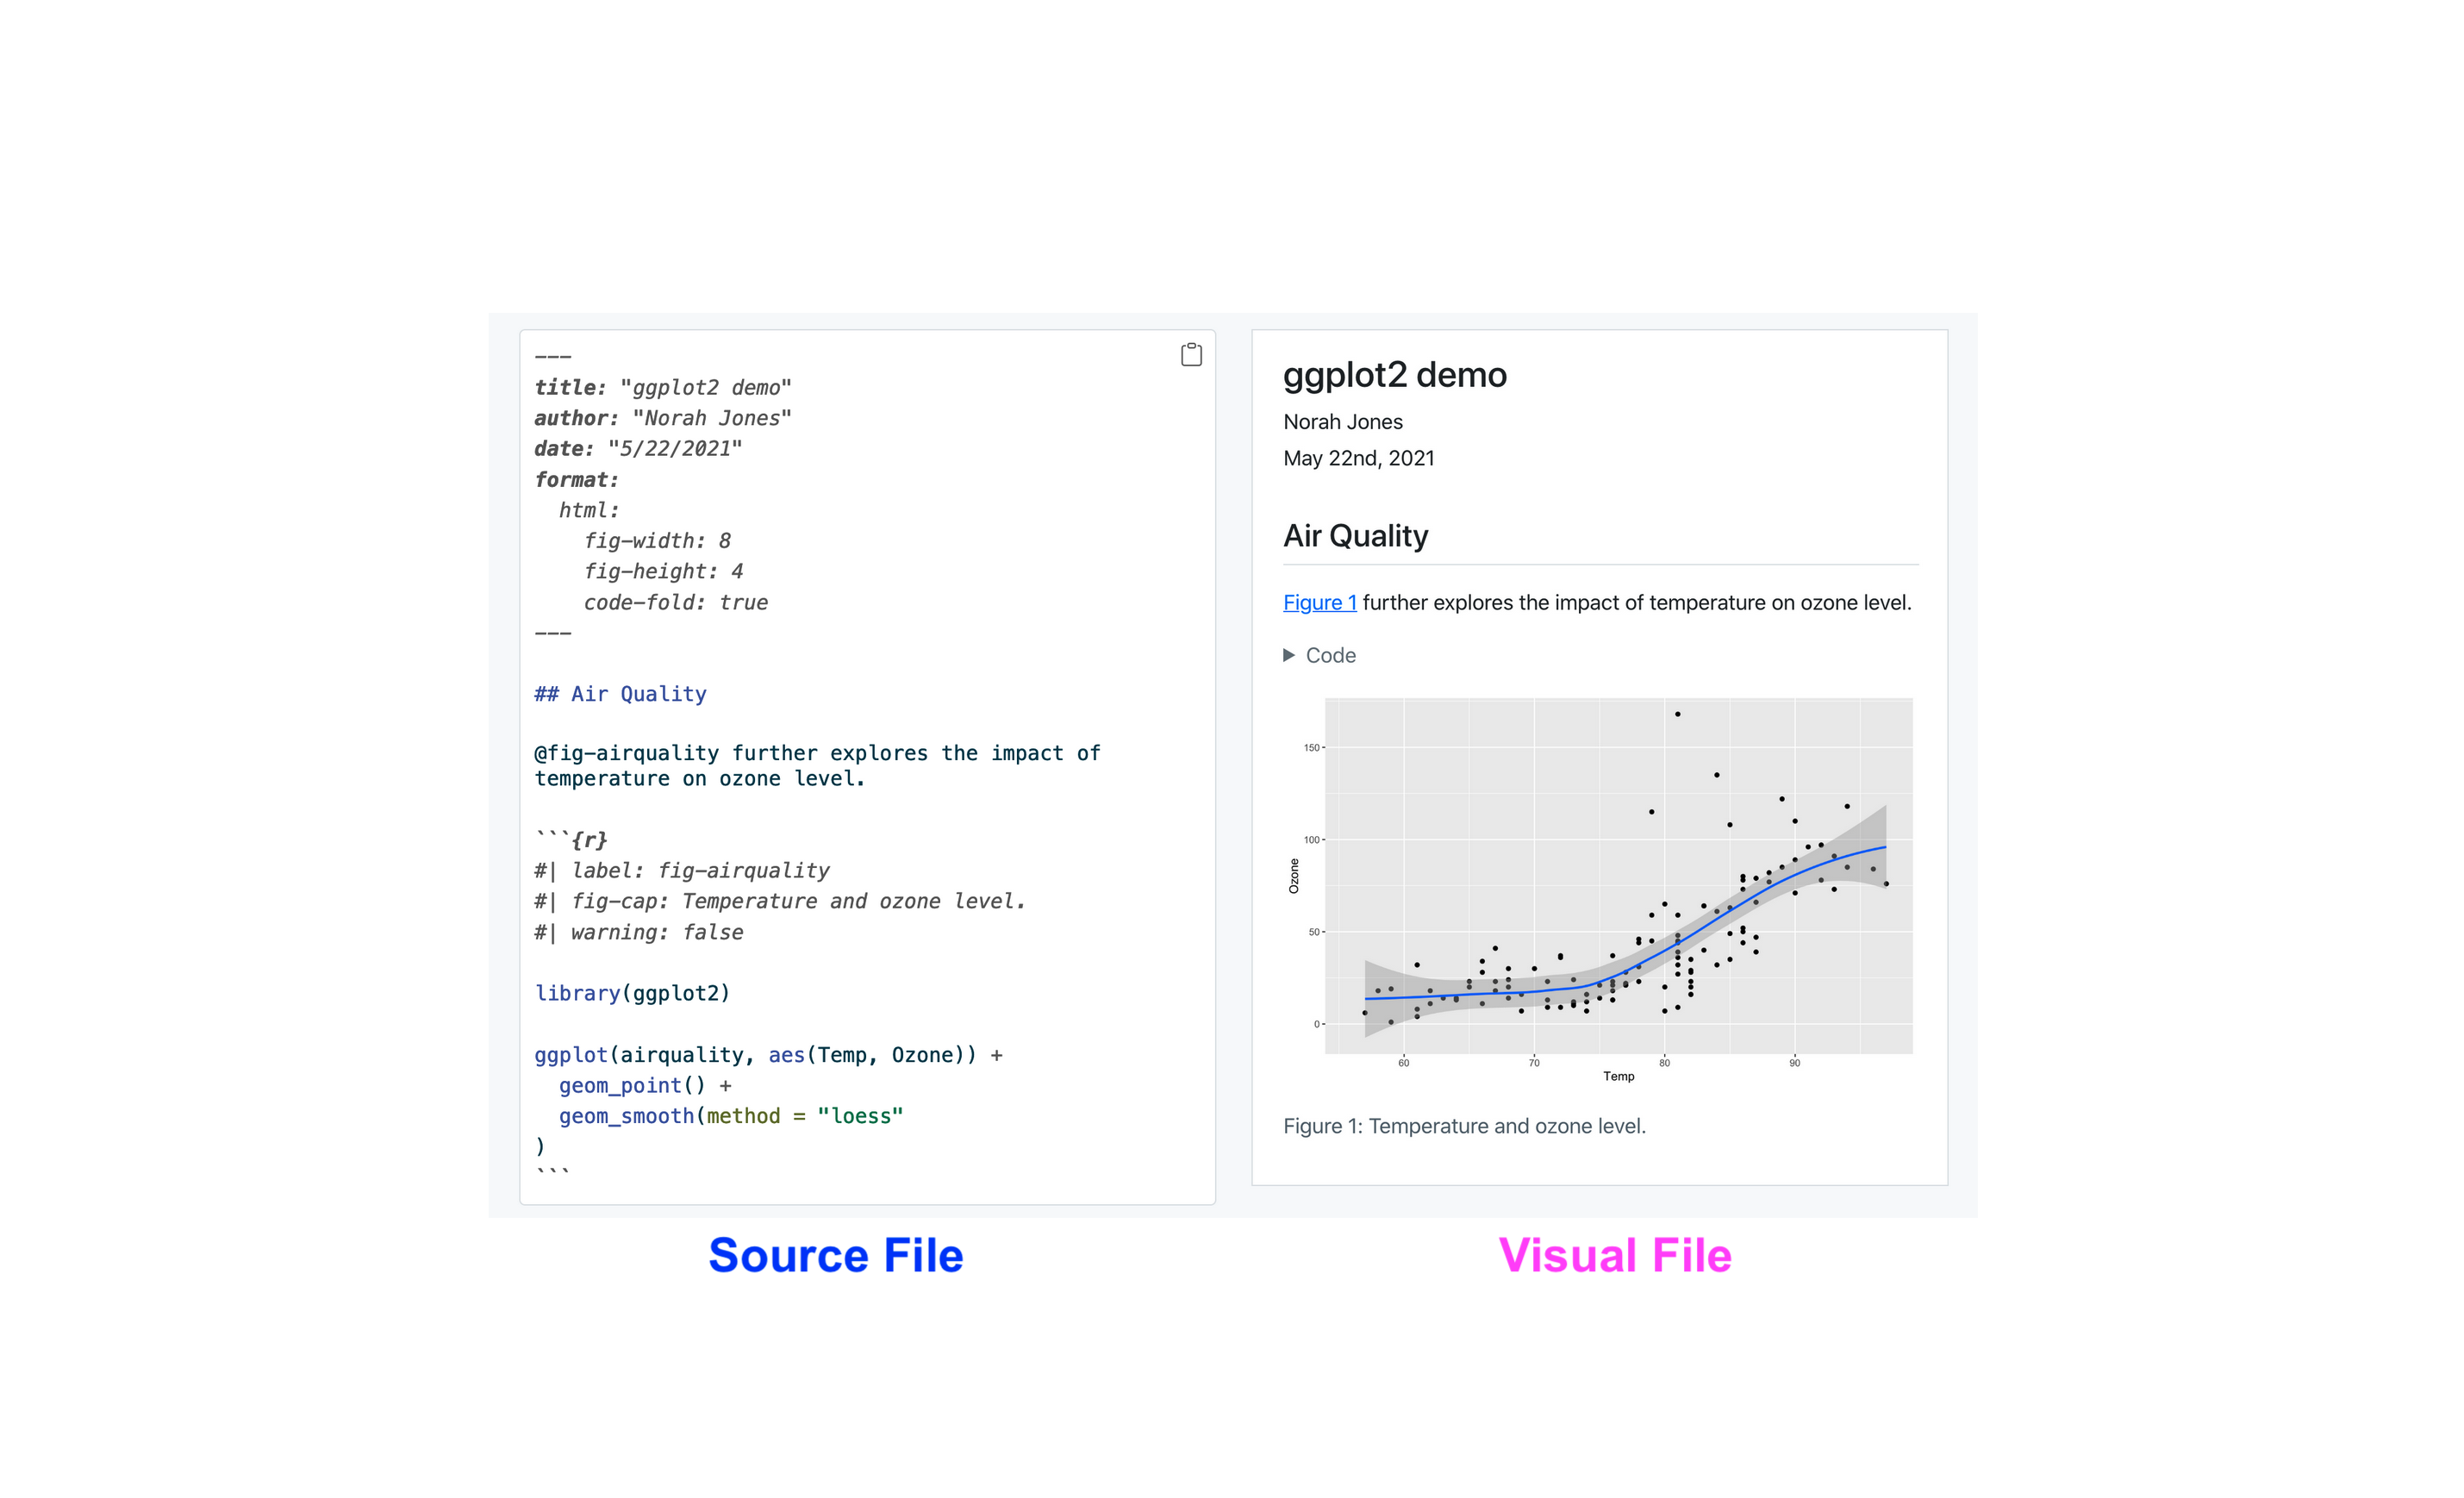 ---
title: "ggplot2 demo"
author: "Norah Jones"
date: "5/22/2021"
format:
  html:
    fig-width: 8
    fig-height: 4
    code-fold: true
---
## Air Quality
@fig-airquality further explores the impact of
temperature on ozone level.
```{r}
#| label: fig-airquality
#| fig-cap: Temperature and ozone level.
#| warning: false
library(ggplot2)
ggplot(airquality, aes(Temp, Ozone)) +
  geom_point() +
  geom_smooth(method = "loess"
)
```
Source File
ggplot2 demo
Norah Jones
May 22nd, 2021
Air Quality
Figure 1 further explores the impact of temperature on ozone level.
Code
150
100
50
0
Ozone
60 70 80 90
Temp
Figure 1: Temperature and ozone level.
Visual File